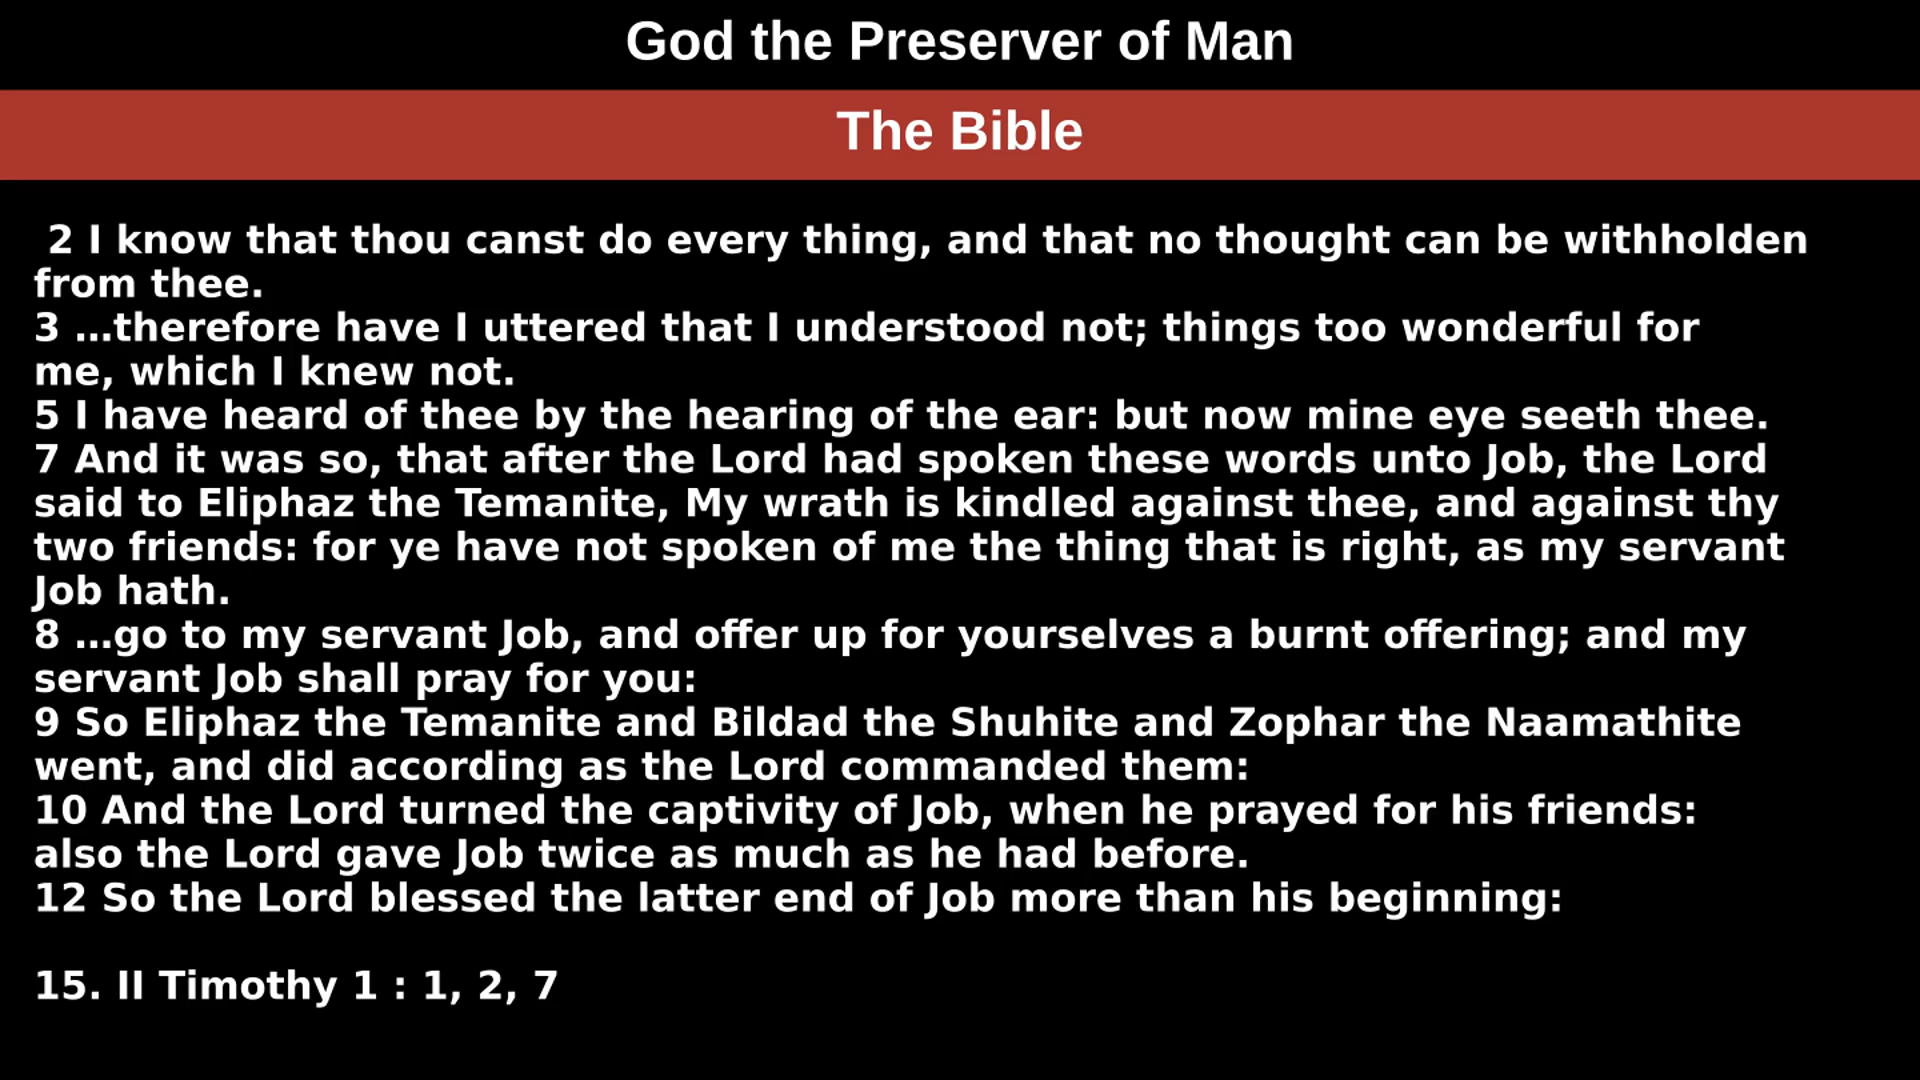 God the Preserver of Man
The Bible
2 I know that thou canst do every thing, and that no thought can be withholden
from thee.
3 …therefore have I uttered that I understood not; things too wonderful for
me, which I knew not.
5 I have heard of thee by the hearing of the ear: but now mine eye seeth thee.
7 And it was so, that after the Lord had spoken these words unto Job, the Lord
said to Eliphaz the Temanite, My wrath is kindled against thee, and against thy
two friends: for ye have not spoken of me the thing that is right, as my servant
Job hath.
8 …go to my servant Job, and offer up for yourselves a burnt offering; and my
servant Job shall pray for you:
9 So Eliphaz the Temanite and Bildad the Shuhite and Zophar the Naamathite
went, and did according as the Lord commanded them:
10 And the Lord turned the captivity of Job, when he prayed for his friends:
also the Lord gave Job twice as much as he had before.
12 So the Lord blessed the latter end of Job more than his beginning:
15. II Timothy 1 : 1, 2, 7